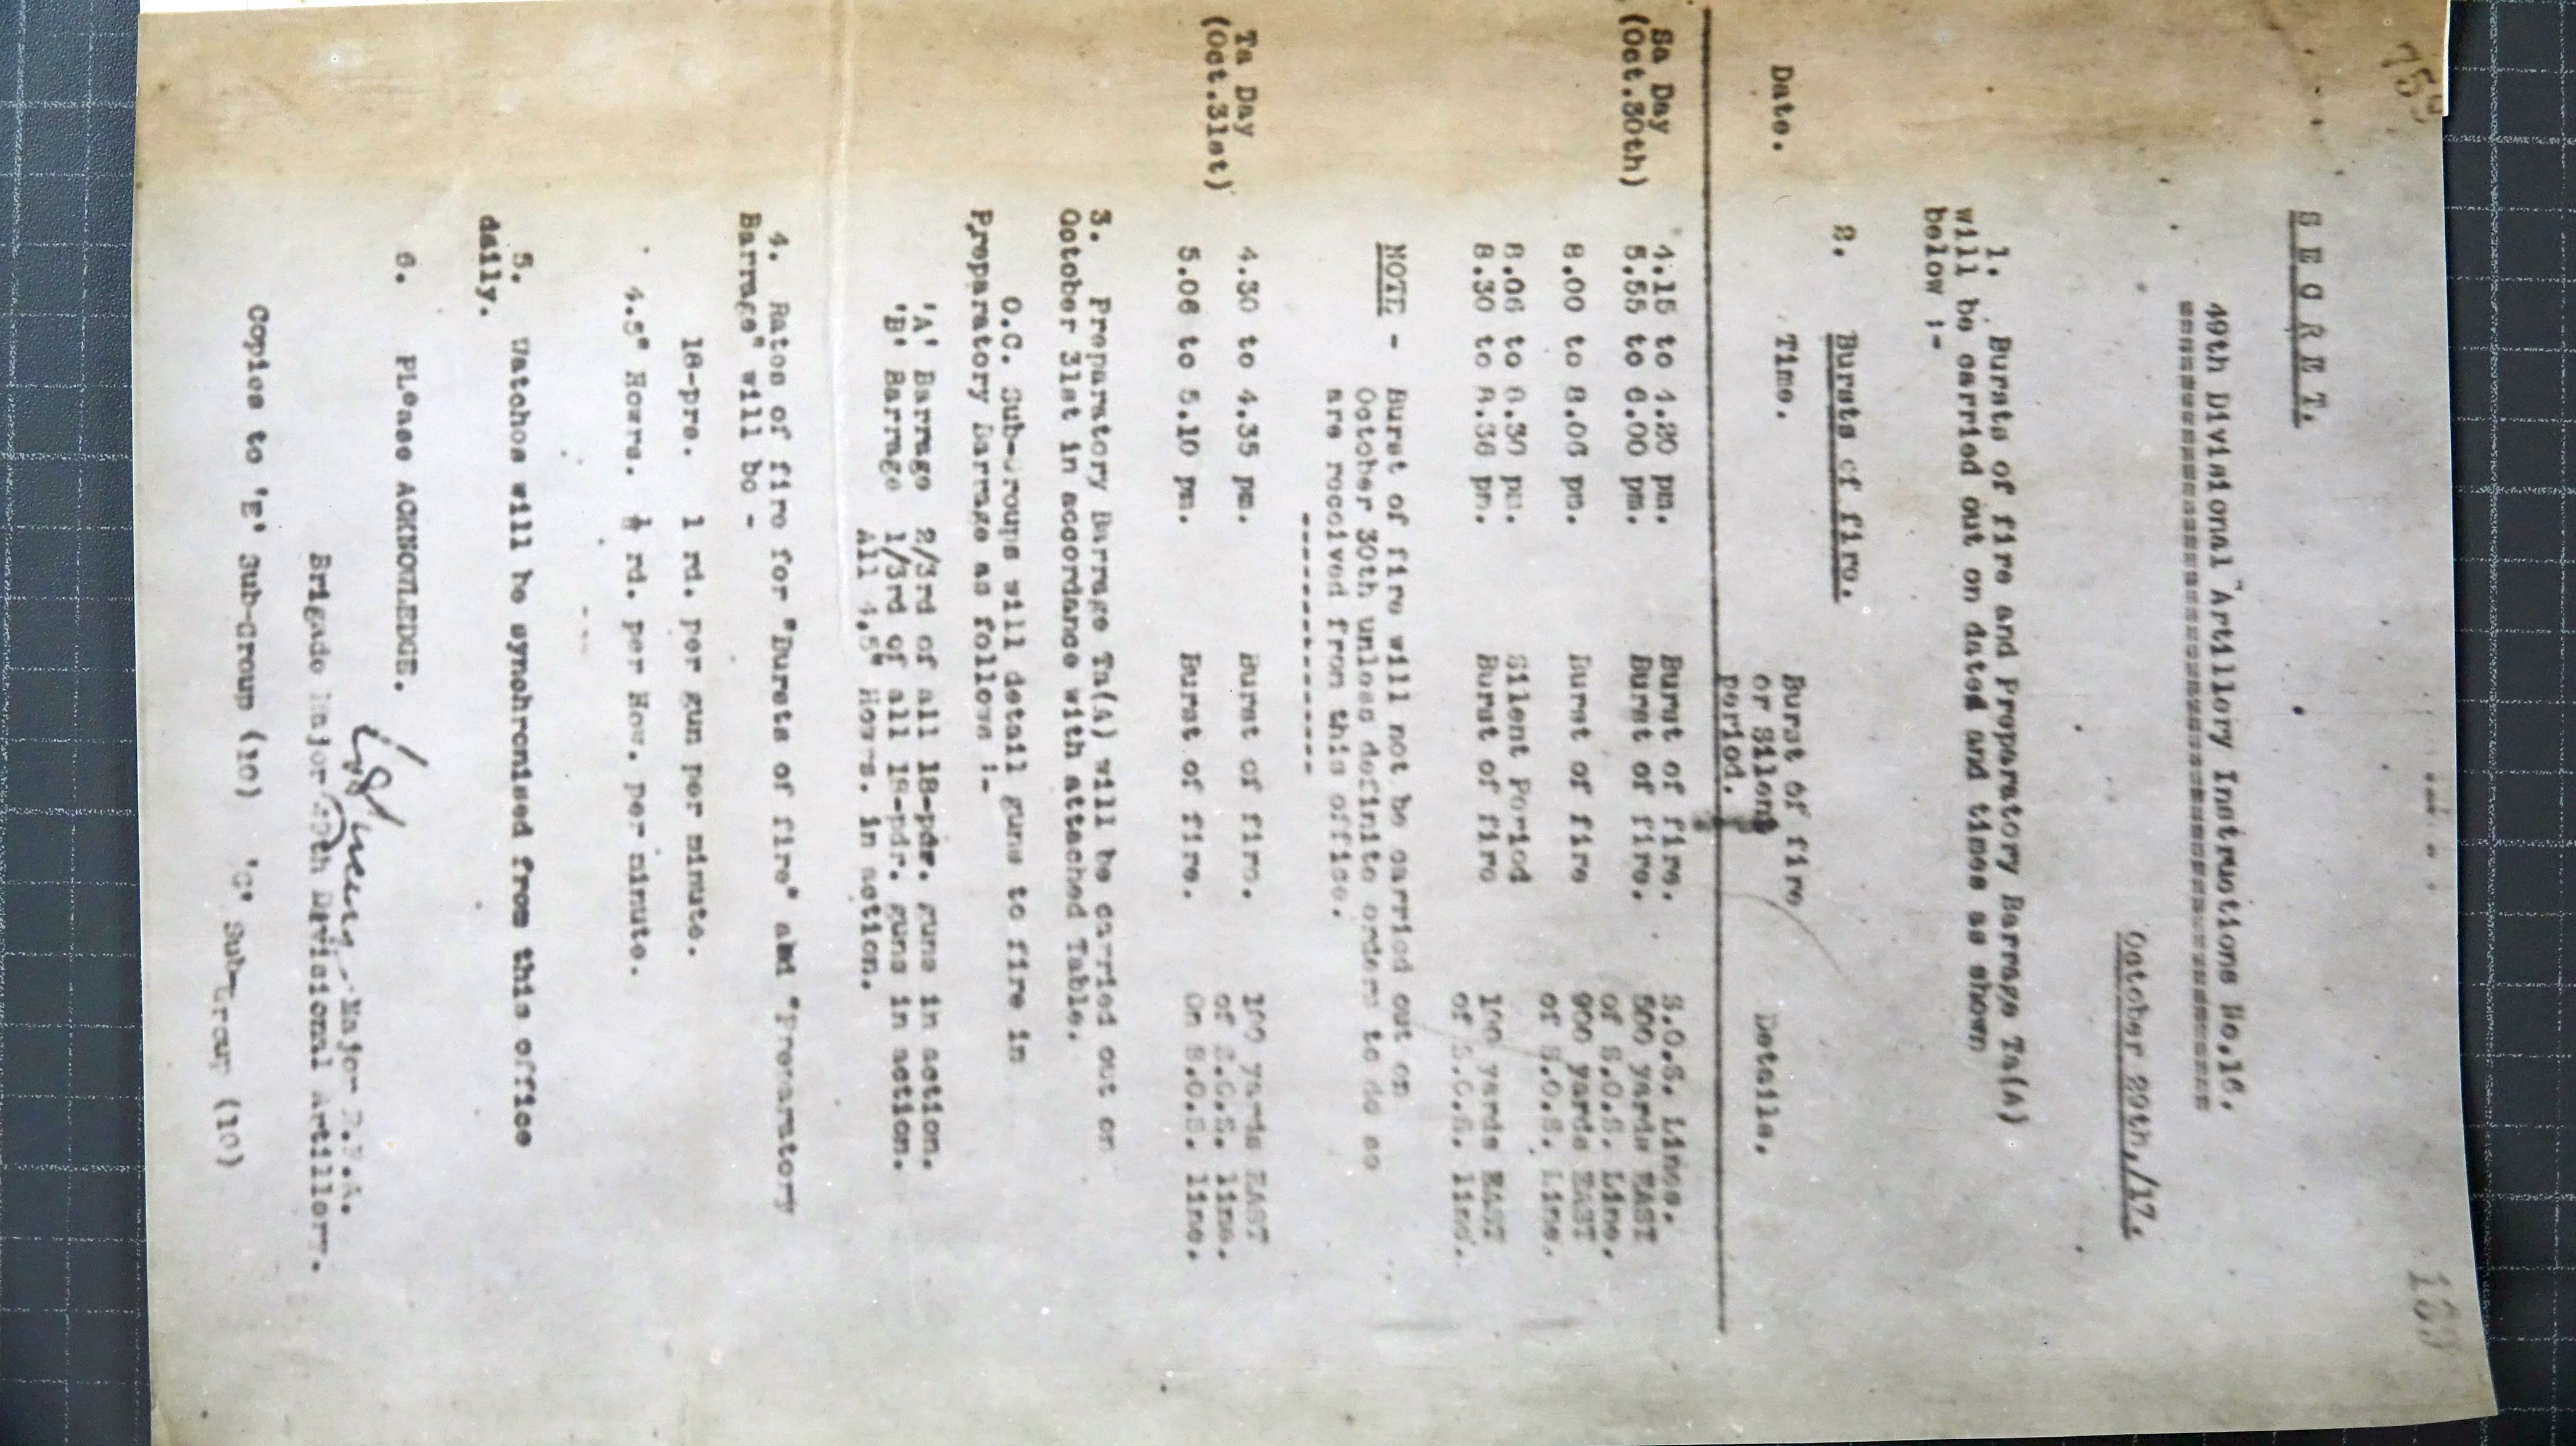 SECRET.
49th Divisional Artillery Instructions No.16.
October 29th,/17.
1. Bursts of fire and Preparatory Barrage Ta(A)
will be carried out on dates and times as shown
below :-
2. Bursts of fire.
Date. Time. Burst of fire or Silent period. Details.
Sa Day 4.15 to 4.20 pm. Burst of fire. S.O.S. Lines.
(Oct.30th) 5.55 to 6.00 pm. Burst of fire. 500 yards EAST
of S.O.S. Line.
8.00 to 8.06 pm. Burst of fire 900 yards EAST
of S.O.S. Line.
8.06 to 8.30 pm. Silent Period
8.30 to 8.36 pm. Burst of fire 100 yards EAST
of S.O.S. line.
NOTE - Burst of fire will not be carried out on
October 30th unless definite orders to do so
are received from this office.
-------------------
Ta Day 4.30 to 4.35 pm. Burst of fire. 100 yards EAST
(Oct.31st) of S.O.S. line.
5.06 to 5.10 pm. Burst of fire. On S.O.S. line.
3. Preparatory Barrage Ta(A) will be carried out on
October 31st in accordance with attached Table.
O.C. Sub-Groups will detail guns to fire in
Preparatory Barrage as follows :-
'A' Barrage 2/3rd of all 18-pdr. guns in action.
'B' Barrage 1/3rd of all 18-pdr. guns in action.
All 4.5" Howrs. in action.
4. Rates of fire for "Bursts of fire" and "Preparatory
Barrage" will be -
18-prs. 1 rd. per gun per minute.
4.5" Howrs. ½ rd. per How. per minute.
5. Watches will be synchronised from this office
daily.
6. PLease ACKNOWLEDGE.
Major R.F.A.
Brigade Major 49th Divisional Artillery.
Copies to 'E' Sub-Group (10) 'G' Sub-Group (10)